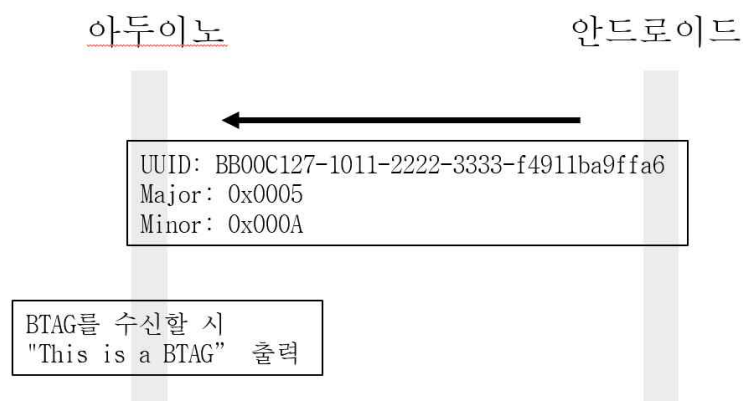 아두이노
안드로이드
UUID: BB00C127-1011-2222-3333-f4911ba9ffa6
Major: 0x0005
Minor: 0x000A
BTAG를 수신할 시
"This is a BTAG” 출력